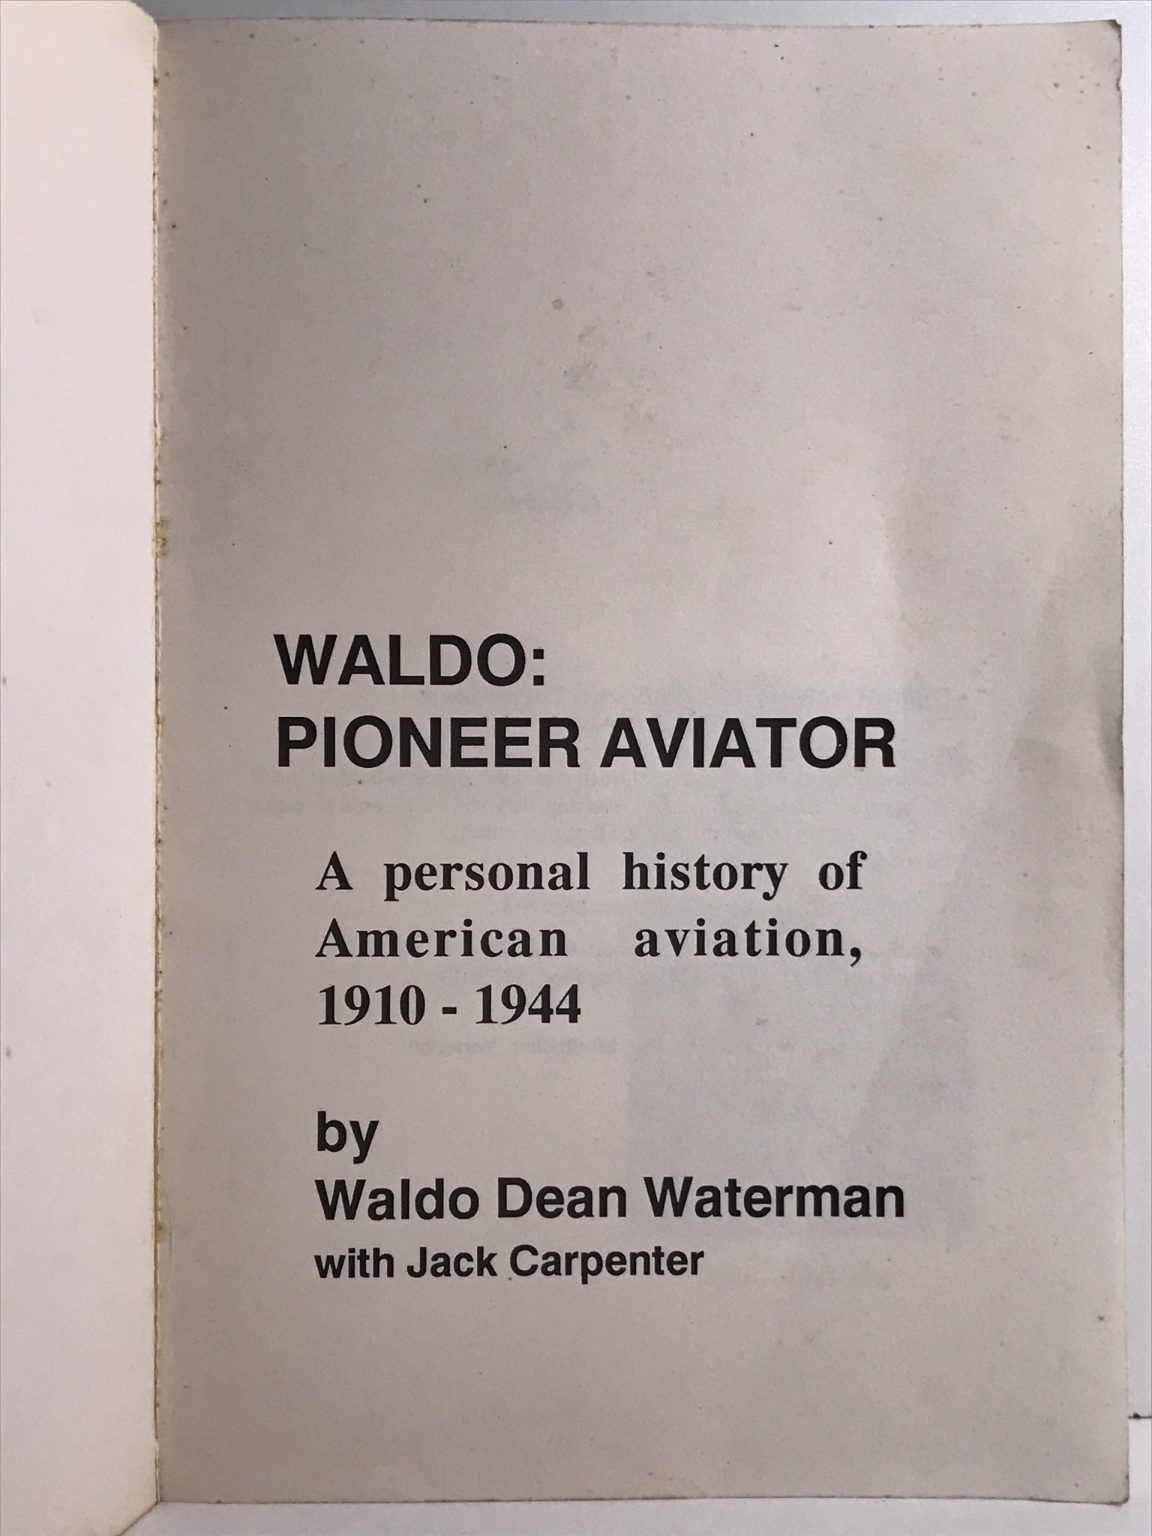 WALDO:
PIONEER AVIATOR
A personal history of
American aviation,
1910 - 1944
by
Waldo Dean Waterman
with Jack Carpenter